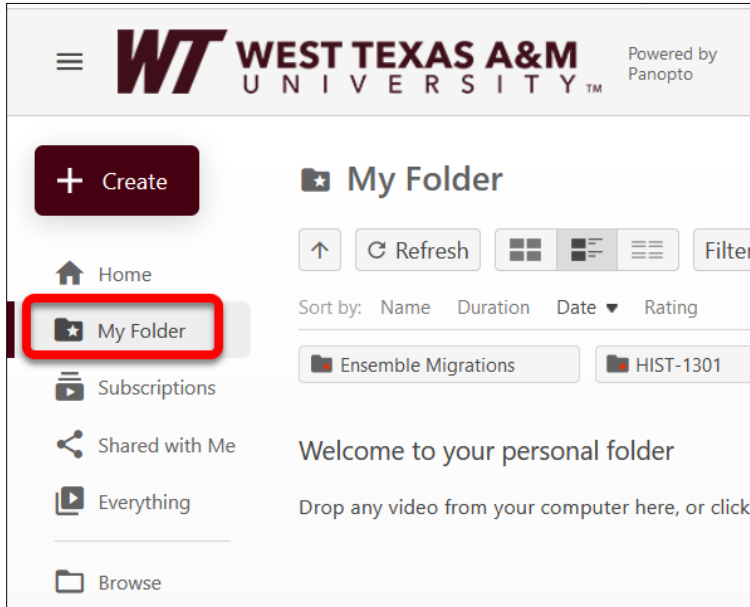 WT WEST TEXAS A&M
UNIVERSITY™
Powered by
Panopto
+ Create
Home
My Folder
Subscriptions
Shared with Me
Everything
Browse
My Folder
Refresh
Filter
Sort by: Name Duration Date ▼ Rating
Ensemble Migrations
HIST-1301
Welcome to your personal folder
Drop any video from your computer here, or click